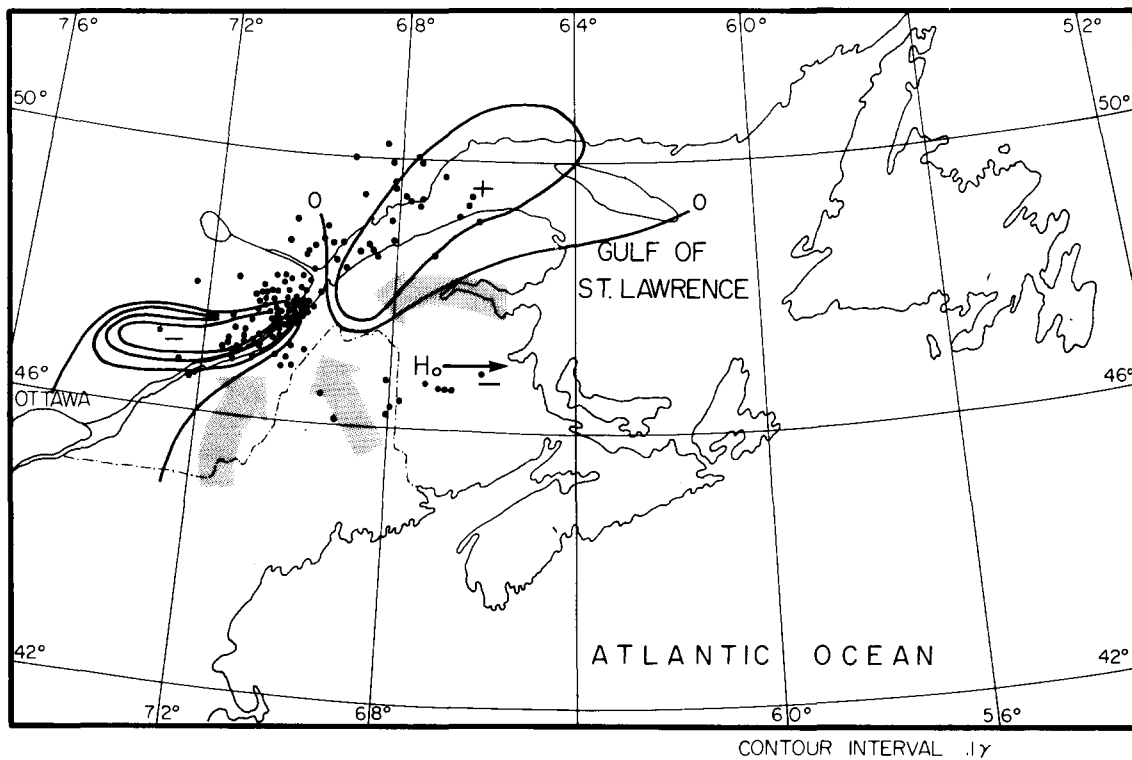 76° 72° 68° 64° 60° 52°
50° 50°
O + O
GULF OF
ST. LAWRENCE
−
H₀
−
46° 46°
OTTAWA
ATLANTIC OCEAN
42° 42°
72° 68° 60° 56°
CONTOUR INTERVAL .1γ